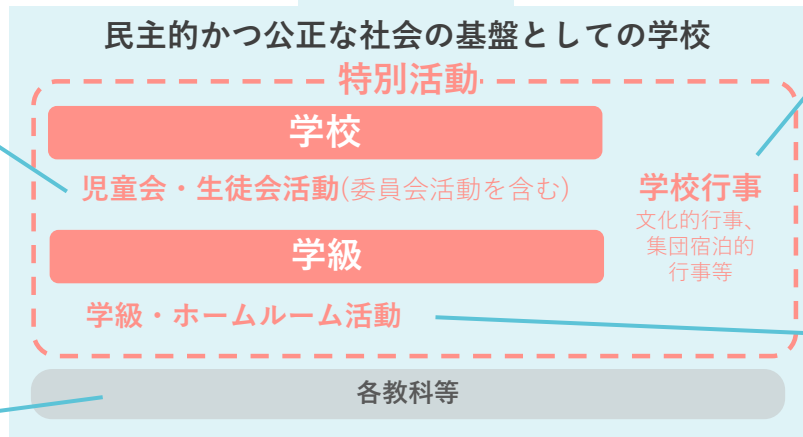 民主的かつ公正な社会の基盤としての学校
特別活動
学校
児童会・生徒会活動(委員会活動を含む)
学校行事
文化的行事、
集団宿泊的
行事等
学級
学級・ホームルーム活動
各教科等